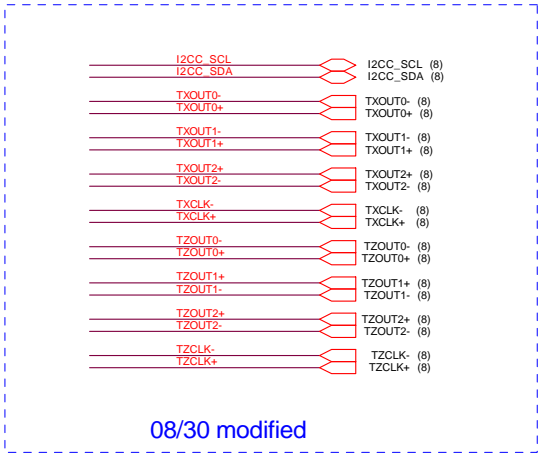 I2CC_SCL I2CC_SCL (8)
I2CC_SDA I2CC_SDA (8)
TXOUT0- TXOUT0- (8)
TXOUT0+ TXOUT0+ (8)
TXOUT1- TXOUT1- (8)
TXOUT1+ TXOUT1+ (8)
TXOUT2+ TXOUT2+ (8)
TXOUT2- TXOUT2- (8)
TXCLK- TXCLK- (8)
TXCLK+ TXCLK+ (8)
TZOUT0- TZOUT0- (8)
TZOUT0+ TZOUT0+ (8)
TZOUT1+ TZOUT1+ (8)
TZOUT1- TZOUT1- (8)
TZOUT2+ TZOUT2+ (8)
TZOUT2- TZOUT2- (8)
TZCLK- TZCLK- (8)
TZCLK+ TZCLK+ (8)
08/30 modified